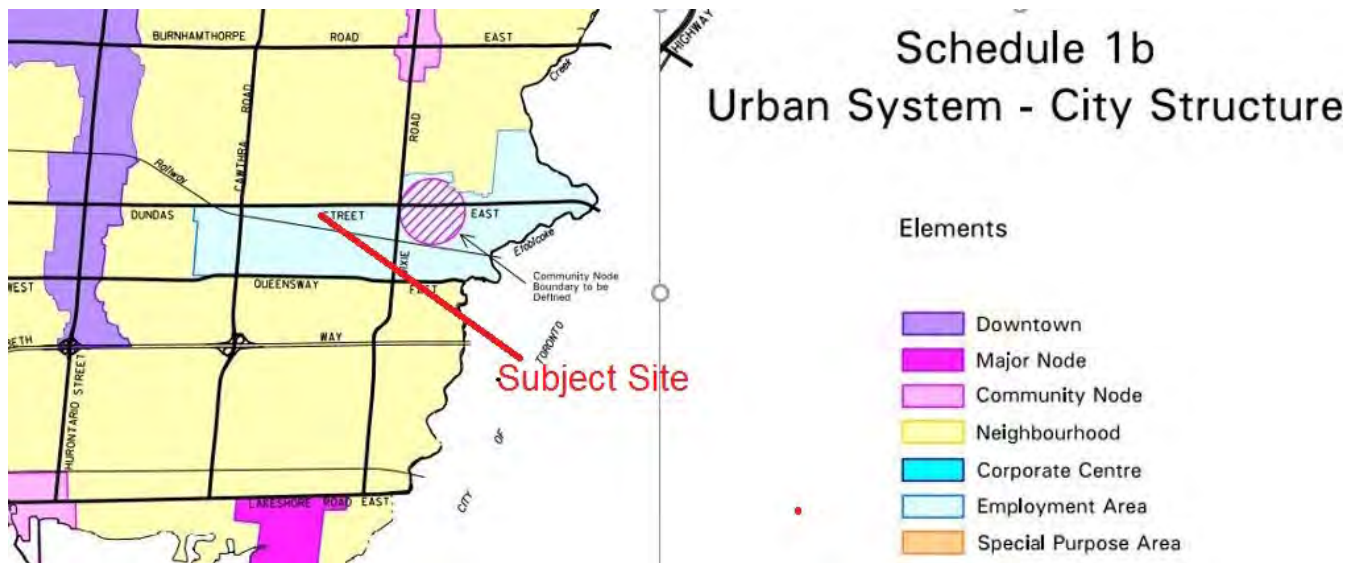 BURNHAMTHORPE ROAD EAST
HIGHWAY
Creek
CAWTHRA ROAD
ROAD
Railway
DUNDAS STREET EAST
Etobicoke
DIXIE
Community Node
Boundary to be
Defined
WEST QUEENSWAY EAST
ETH WAY
TORONTO
Subject Site
HURONTARIO STREET
OF
CITY
LAKESHORE ROAD EAST
Schedule 1b
Urban System - City Structure
Elements
Downtown
Major Node
Community Node
Neighbourhood
Corporate Centre
Employment Area
Special Purpose Area